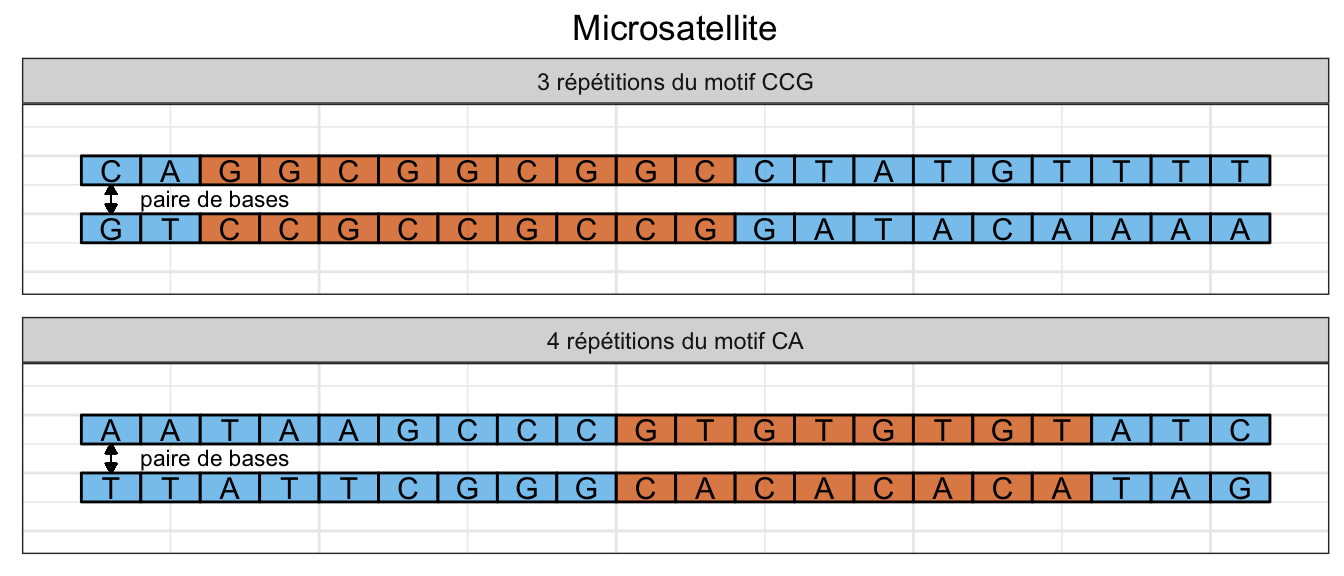 Microsatellite
3 répétitions du motif CCG
C A G G C G G C G G C C T A T G T T T T
paire de bases
G T C C G C C G C C G G A T A C A A A A
4 répétitions du motif CA
A A T A A G C C C G T G T G T G T A T C
paire de bases
T T A T T C G G G C A C A C A C A T A G